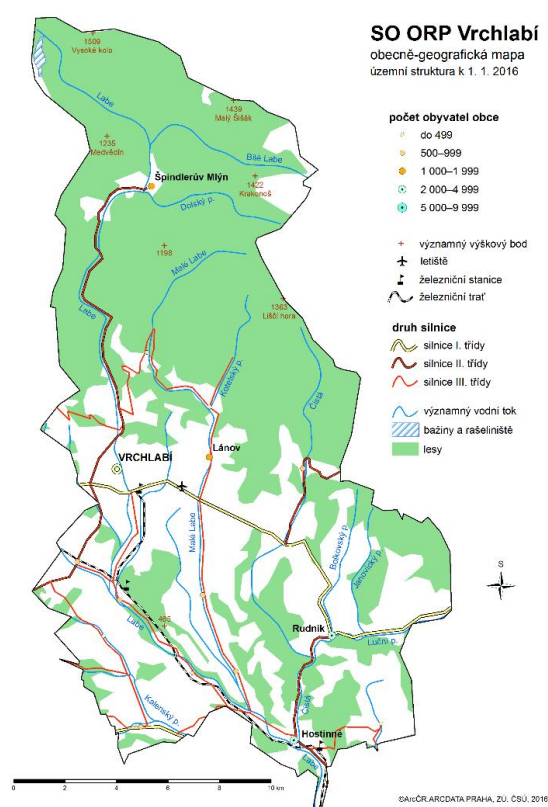 SO ORP Vrchlabí
obecně-geografická mapa
územní struktura k 1. 1. 2016
počet obyvatel obce
do 499
500–999
1 000–1 999
2 000–4 999
5 000–9 999
významný výškový bod
letiště
železniční stanice
železniční trať
druh silnice
silnice I. třídy
silnice II. třídy
silnice III. třídy
významný vodní tok
bažiny a rašeliniště
lesy
S
1509
Vysoké kolo
Labe
1439
Malý Šišák
1235
Medvědín
Bílé Labe
Špindlerův Mlýn
1422
Krakonoš
Dolský p.
1198
Malé Labe
Labe
1363
Liščí hora
Kotelský p.
Čistá
VRCHLABÍ
Lánov
Malé Labe
Bolkovský p.
Janovický p.
Rudník
Luční p.
Labe
465
Kalenský p.
Čistá
Hostinné
Labe
0 2 4 6 8 10 km
©ArcČR.ARCDATA PRAHA, ZÚ, ČSÚ, 2016